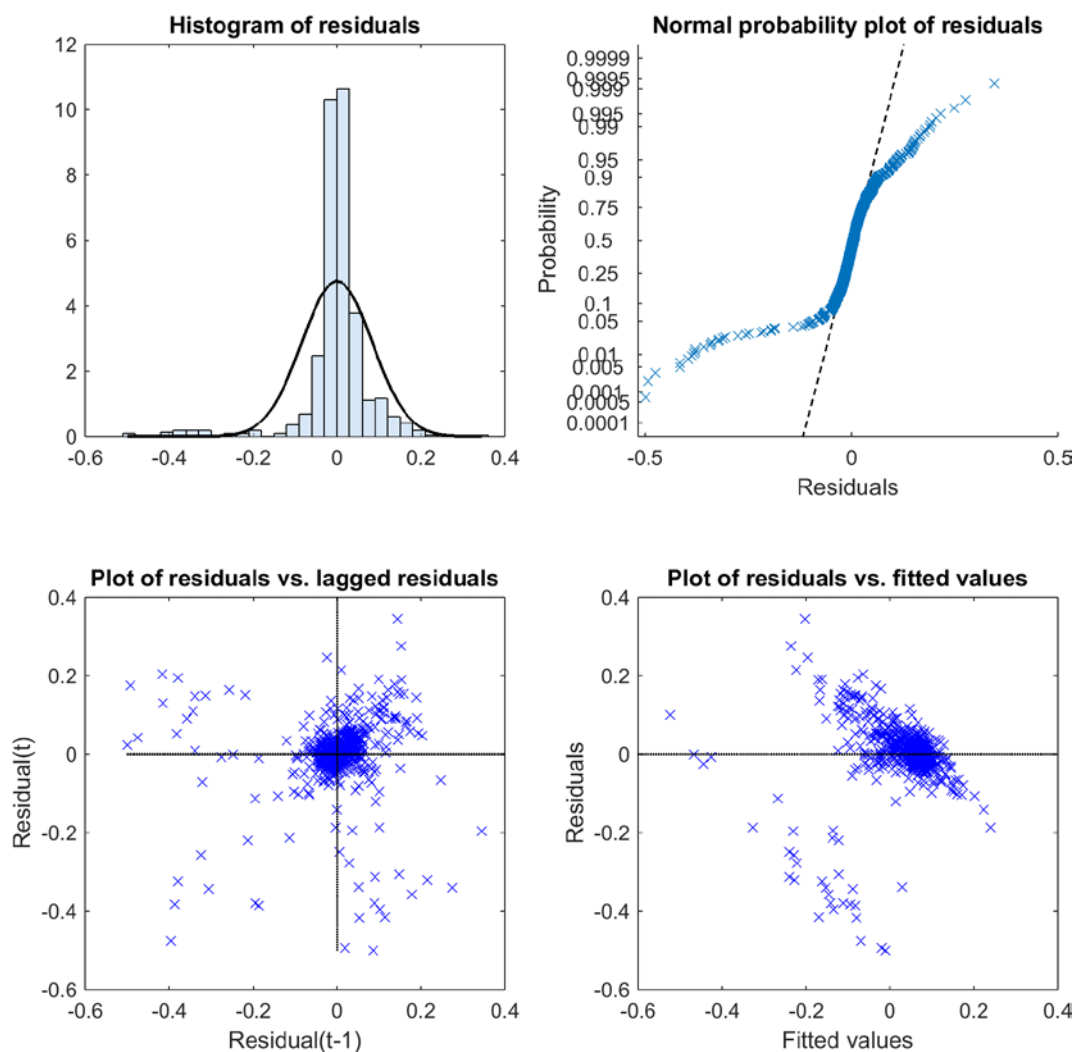 Histogram of residuals
12
10
8
6
4
2
0
-0.6 -0.4 -0.2 0 0.2 0.4
Normal probability plot of residuals
Probability
0.9999
0.9995
0.999
0.995
0.99
0.95
0.9
0.75
0.5
0.25
0.1
0.05
0.01
0.005
0.001
0.0005
0.0001
-0.5 0 0.5
Residuals
Plot of residuals vs. lagged residuals
Residual(t)
0.4
0.2
0
-0.2
-0.4
-0.6
-0.6 -0.4 -0.2 0 0.2 0.4
Residual(t-1)
Plot of residuals vs. fitted values
Residuals
0.4
0.2
0
-0.2
-0.4
-0.6
-0.6 -0.4 -0.2 0 0.2 0.4
Fitted values